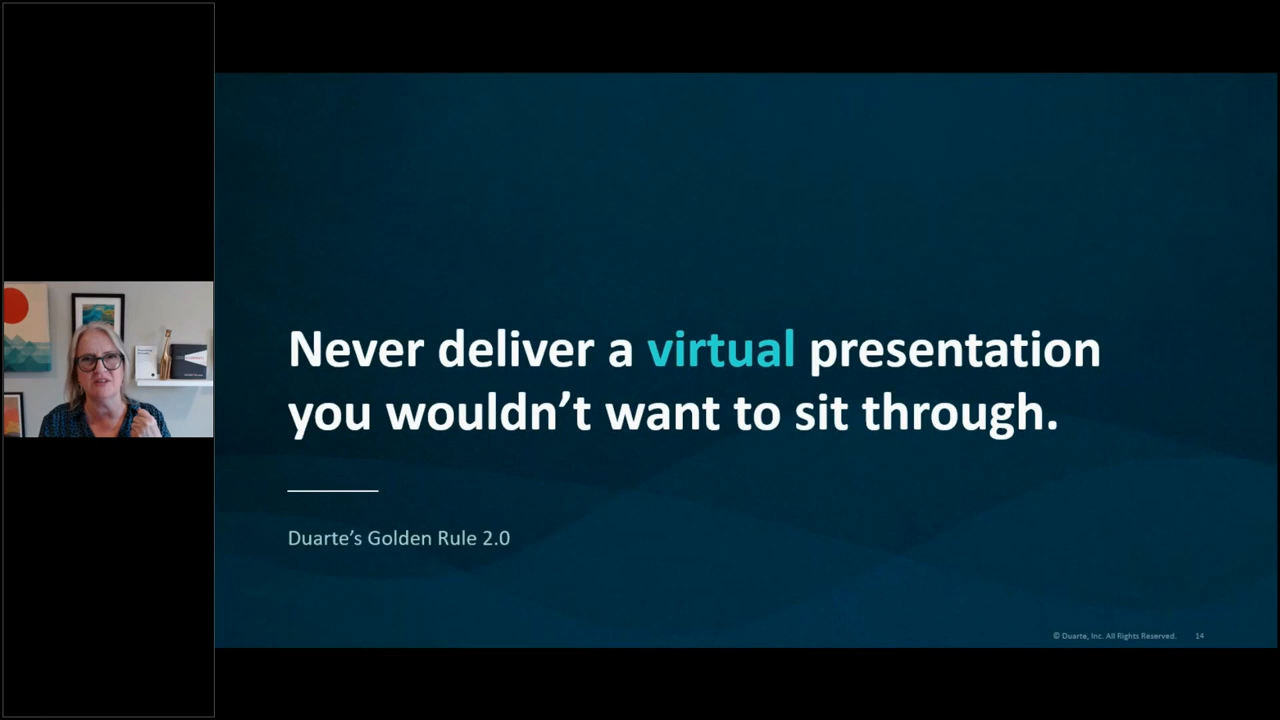 Never deliver a virtual presentation
you wouldn’t want to sit through.
Duarte’s Golden Rule 2.0
© Duarte, Inc. All Rights Reserved. 14